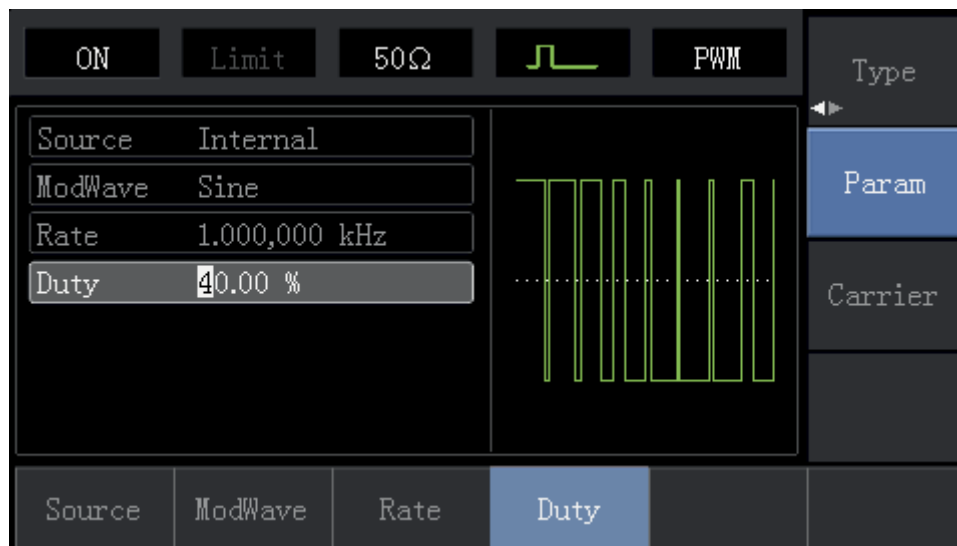 ON Limit 50Ω PWM
Type
Source Internal
ModWave Sine
Rate 1.000,000 kHz
Duty 40.00 %
Param
Carrier
Source ModWave Rate Duty